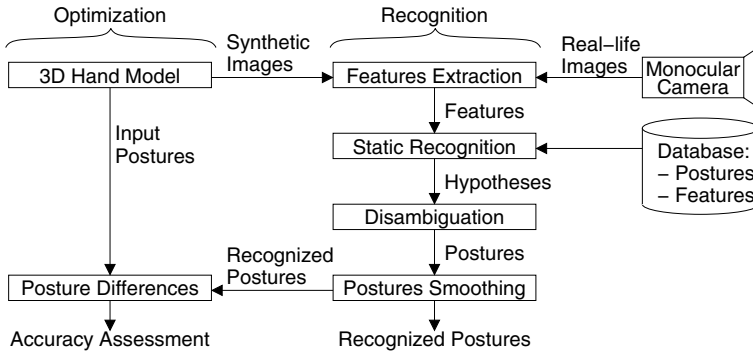 Optimization
Recognition
Synthetic
Images
Real–life
Images
3D Hand Model
Features Extraction
Monocular
Camera
Features
Input
Postures
Static Recognition
Database:
– Postures
– Features
Hypotheses
Disambiguation
Recognized
Postures
Postures
Posture Differences
Postures Smoothing
Accuracy Assessment
Recognized Postures